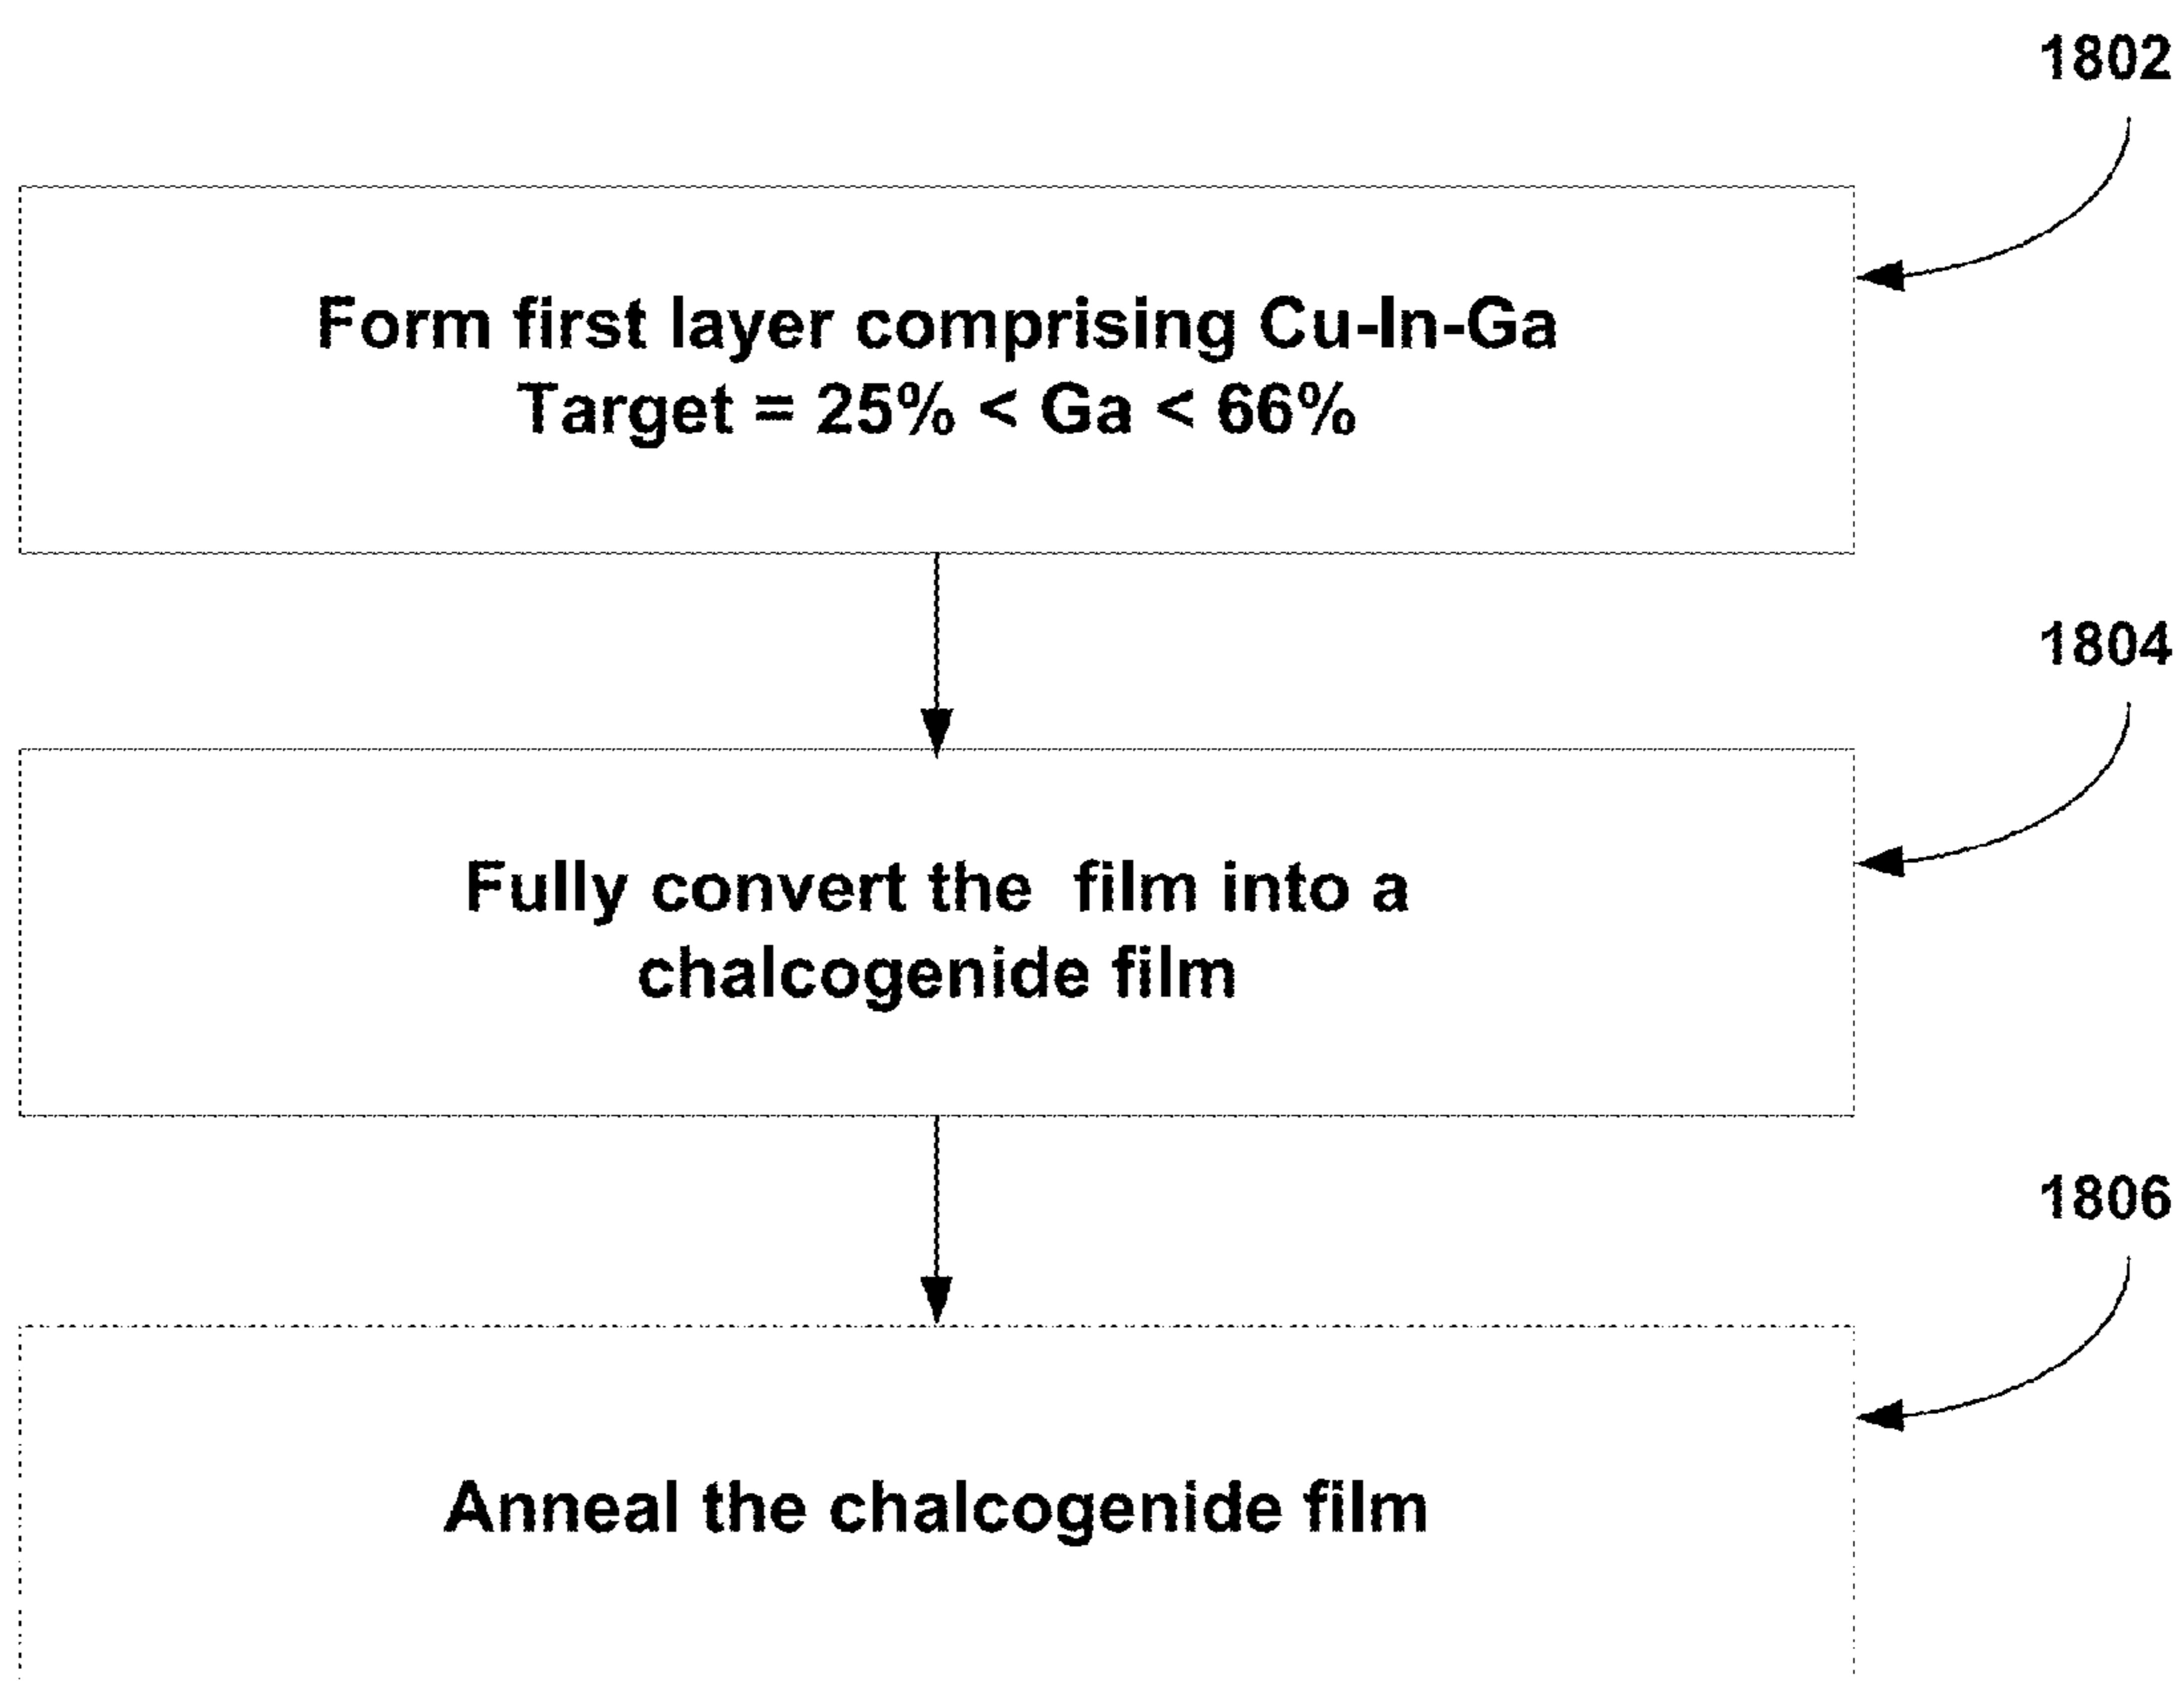 1802
Form first layer comprising Cu-In-Ga
Target = 25% < Ga < 66%
1804
Fully convert the  film into a
chalcogenide film
1806
Anneal the chalcogenide film